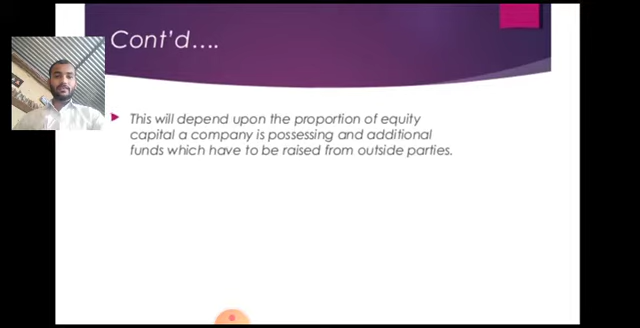 Cont'd....
This will depend upon the proportion of equity
capital a company is possessing and additional
funds which have to be raised from outside parties.